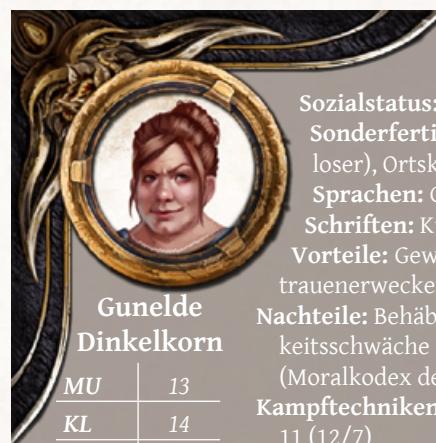 Sozialstatus:
Sonderferti
loser), Ortsk
Sprachen:
Schriften: K
Vorteile: Gew
trauenerwecke
Gunelde
Dinkelkorn
Nachteile: Behäb
keitsschwäche
(Moralkodex de
Kampftechniken
11 (12/7)
MU 13
KL 14